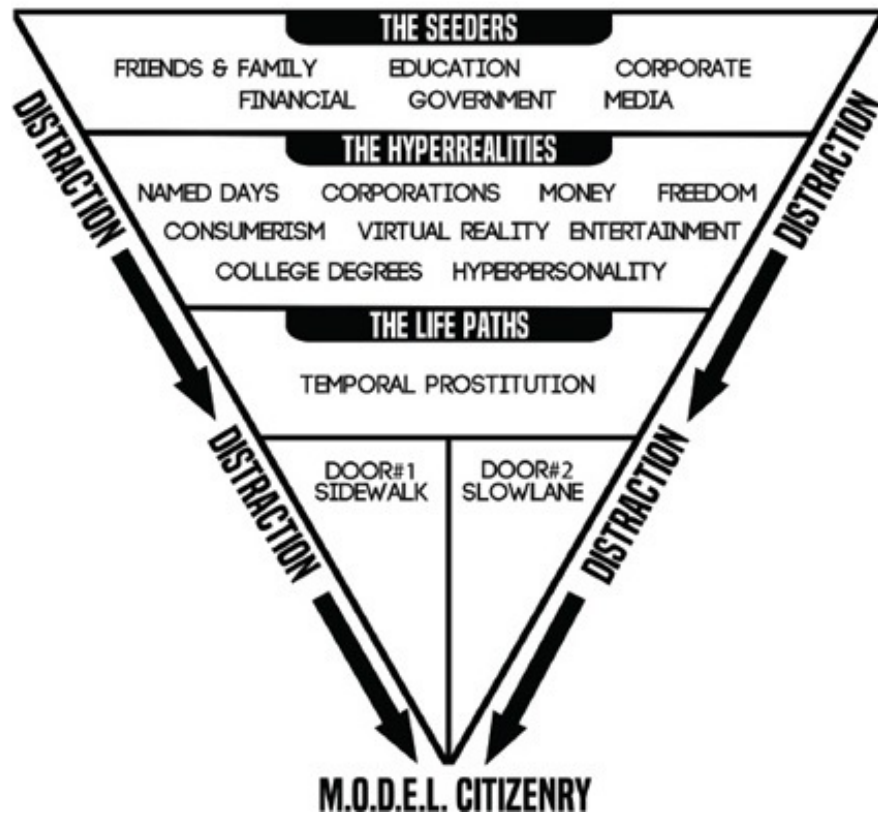 THE SEEDERS
FRIENDS & FAMILY EDUCATION CORPORATE
FINANCIAL GOVERNMENT MEDIA
DISTRACTION
DISTRACTION
THE HYPERREALITIES
NAMED DAYS CORPORATIONS MONEY FREEDOM
CONSUMERISM VIRTUAL REALITY ENTERTAINMENT
COLLEGE DEGREES HYPERPERSONALITY
THE LIFE PATHS
TEMPORAL PROSTITUTION
DISTRACTION
DISTRACTION
DOOR#1
SIDEWALK
DOOR#2
SLOWLANE
M.O.D.E.L. CITIZENRY